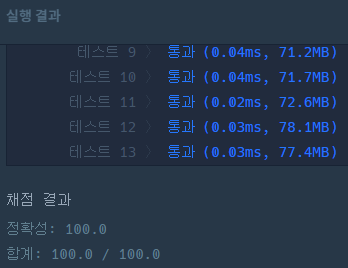 실행 결과
테스트 9 〉 통과 (0.04ms, 71.2MB)
테스트 10 〉 통과 (0.04ms, 71.7MB)
테스트 11 〉 통과 (0.02ms, 72.6MB)
테스트 12 〉 통과 (0.03ms, 78.1MB)
테스트 13 〉 통과 (0.03ms, 77.4MB)
채점 결과
정확성: 100.0
합계: 100.0 / 100.0